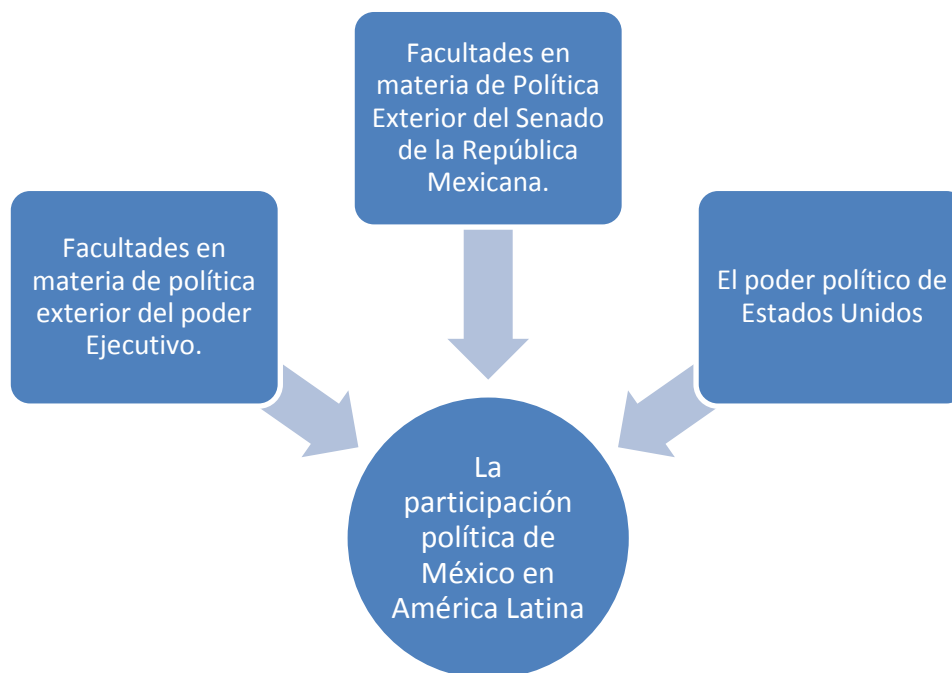 Facultades en
materia de Política
Exterior del Senado
de la República
Mexicana.
Facultades en
materia de política
exterior del poder
Ejecutivo.
El poder político de
Estados Unidos
La
participación
política de
México en
América Latina